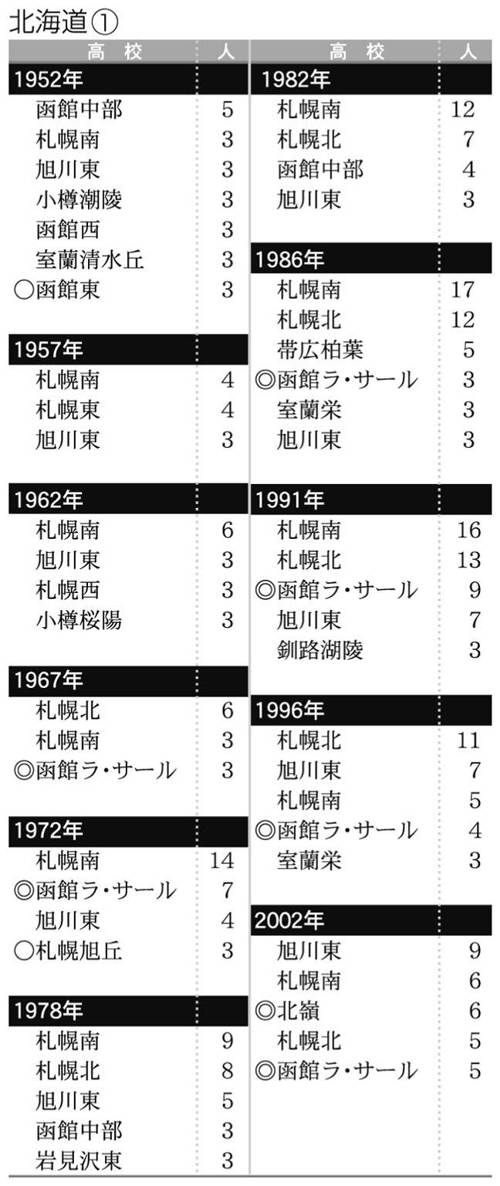 北海道①
高校 人
1952年
函館中部 5
札幌南 3
旭川東 3
小樽潮陵 3
函館西 3
室蘭清水丘 3
○函館東 3
1957年
札幌南 4
札幌東 4
旭川東 3
1962年
札幌南 6
旭川東 3
札幌西 3
小樽桜陽 3
1967年
札幌北 6
札幌南 3
◎函館ラ・サール 3
1972年
札幌南 14
◎函館ラ・サール 7
旭川東 4
○札幌旭丘 3
1978年
札幌南 9
札幌北 8
旭川東 5
函館中部 3
岩見沢東 3
高校 人
1982年
札幌南 12
札幌北 7
函館中部 4
旭川東 3
1986年
札幌南 17
札幌北 12
帯広柏葉 5
◎函館ラ・サール 3
室蘭栄 3
旭川東 3
1991年
札幌南 16
札幌北 13
◎函館ラ・サール 9
旭川東 7
釧路湖陵 3
1996年
札幌北 11
旭川東 7
札幌南 5
◎函館ラ・サール 4
室蘭栄 3
2002年
旭川東 9
札幌南 6
◎北嶺 6
札幌北 5
◎函館ラ・サール 5